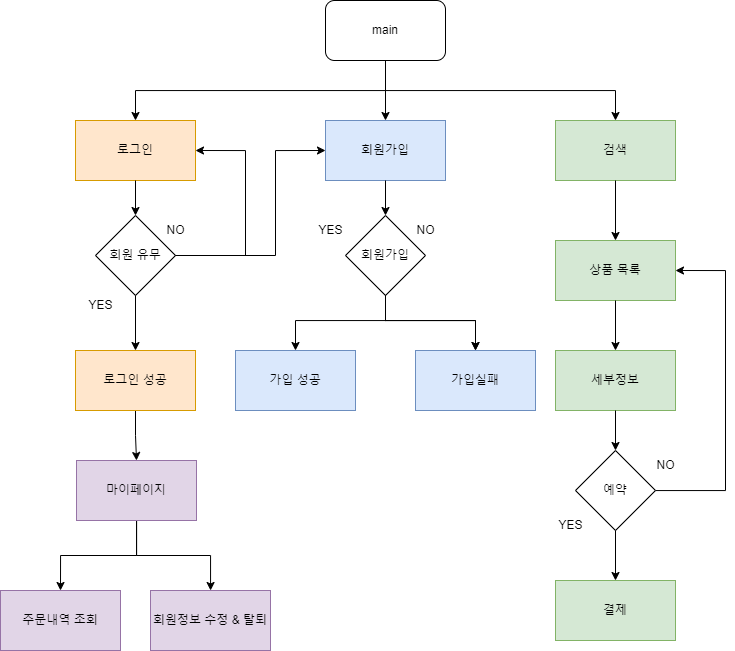 main
로그인
회원가입
검색
회원 유무
NO
YES
회원가입
YES
NO
상품 목록
로그인 성공
가입 성공
가입실패
세부정보
마이페이지
예약
NO
YES
주문내역 조회
회원정보 수정 & 탈퇴
결제